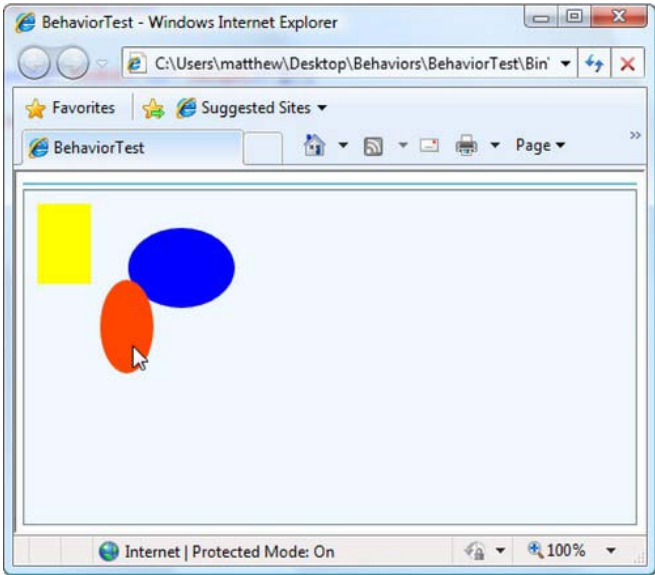 BehaviorTest - Windows Internet Explorer
C:\Users\matthew\Desktop\Behaviors\BehaviorTest\Bin\
Favorites Suggested Sites
BehaviorTest Page »
Internet | Protected Mode: On 100%